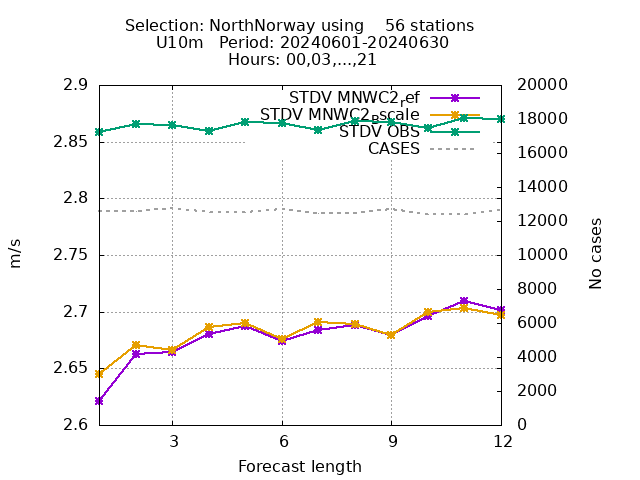 Selection: NorthNorway using    56 stations
U10m   Period: 20240601-20240630
Hours: 00,03,...,21
STDV MNWC2_ref
STDV MNWC2_Bscale
STDV OBS
CASES
2.9
2.85
2.8
2.75
2.7
2.65
2.6
m/s
20000
18000
16000
14000
12000
10000
8000
6000
4000
2000
0
No cases
3 6 9 12
Forecast length